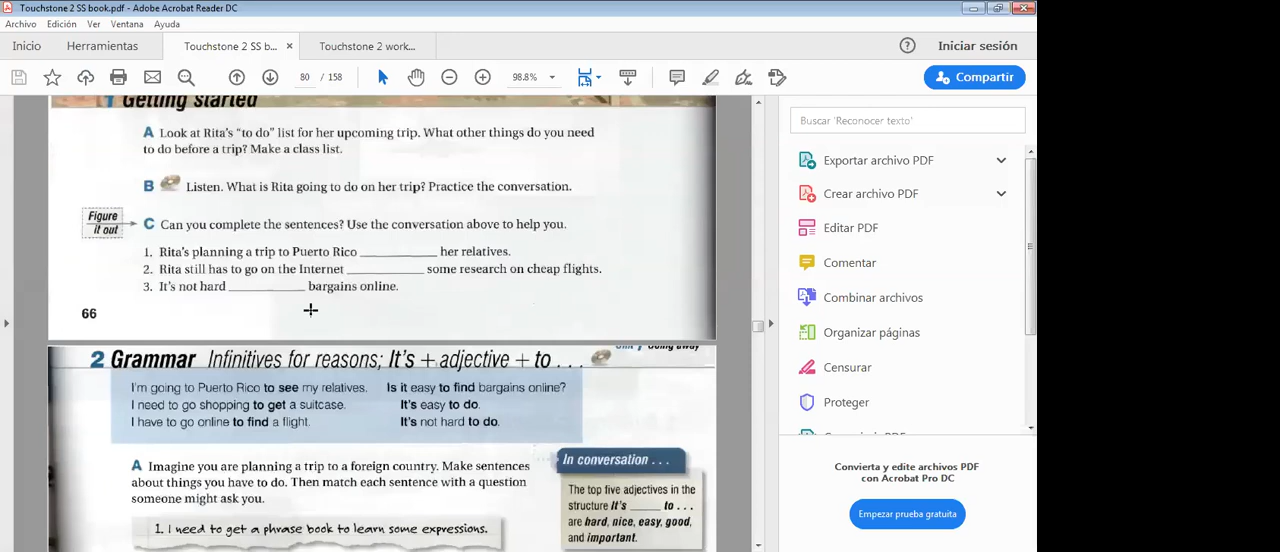 Touchstone 2 SS book.pdf - Adobe Acrobat Reader DC
Archivo Edición Ver Ventana Ayuda
Inicio Herramientas Touchstone 2 SS b... × Touchstone 2 work... Iniciar sesión
80 / 158 98.8% Compartir
1 Getting started
A Look at Rita's "to do" list for her upcoming trip. What other things do you need
to do before a trip? Make a class list.
B Listen. What is Rita going to do on her trip? Practice the conversation.
Figure
it out
C Can you complete the sentences? Use the conversation above to help you.
1. Rita's planning a trip to Puerto Rico __________ her relatives.
2. Rita still has to go on the Internet __________ some research on cheap flights.
3. It's not hard __________ bargains online.
66
Unit 7 Going away
2 Grammar Infinitives for reasons; It's + adjective + to . . .
I'm going to Puerto Rico to see my relatives. Is it easy to find bargains online?
I need to go shopping to get a suitcase. It's easy to do.
I have to go online to find a flight. It's not hard to do.
A Imagine you are planning a trip to a foreign country. Make sentences
about things you have to do. Then match each sentence with a question
someone might ask you.
1. I need to get a phrase book to learn some expressions.
In conversation . . .
The top five adjectives in the
structure It's _____ to . . .
are hard, nice, easy, good,
and important.
Buscar 'Reconocer texto'
Exportar archivo PDF
Crear archivo PDF
Editar PDF
Comentar
Combinar archivos
Organizar páginas
Censurar
Proteger
Convierta y edite archivos PDF
con Acrobat Pro DC
Empezar prueba gratuita